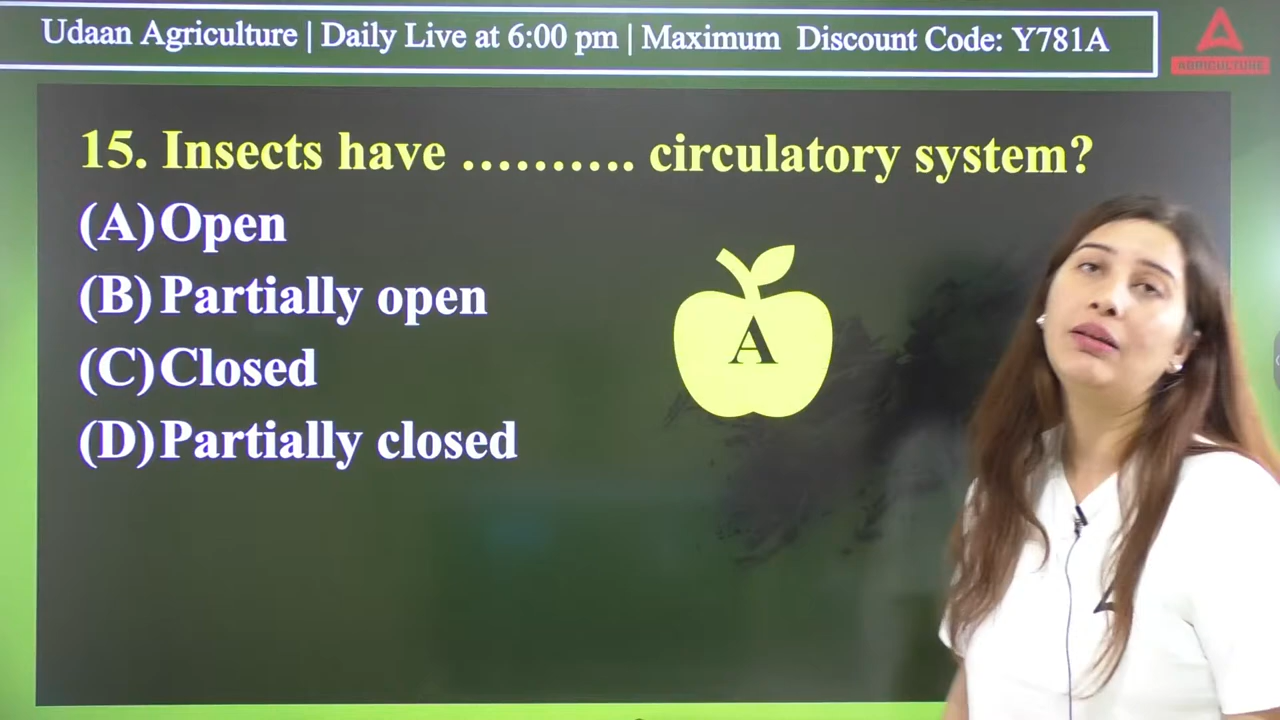 Udaan Agriculture | Daily Live at 6:00 pm | Maximum Discount Code: Y781A
AGRICULTURE
15. Insects have .......... circulatory system?
(A) Open
(B) Partially open
(C) Closed
(D) Partially closed
A